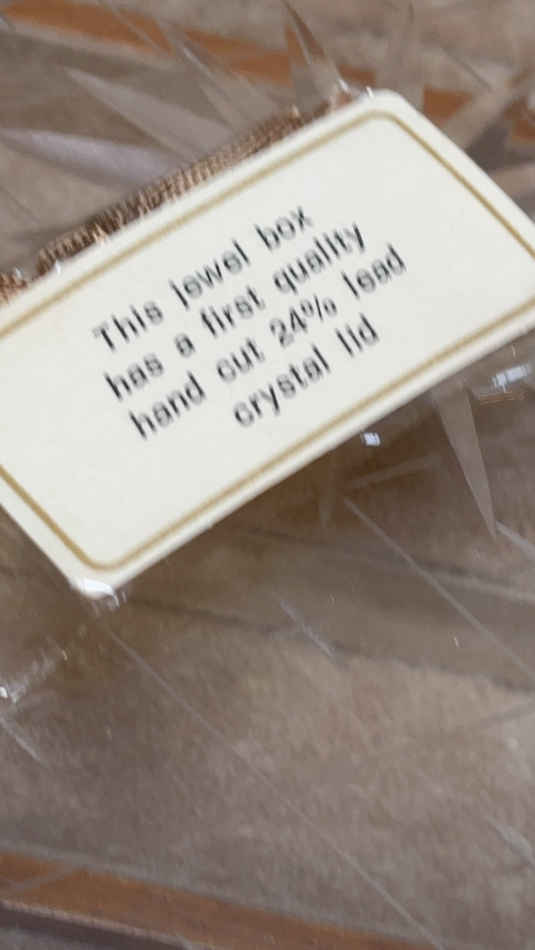 This jewel box
has a first quality
hand cut 24% lead
crystal lid